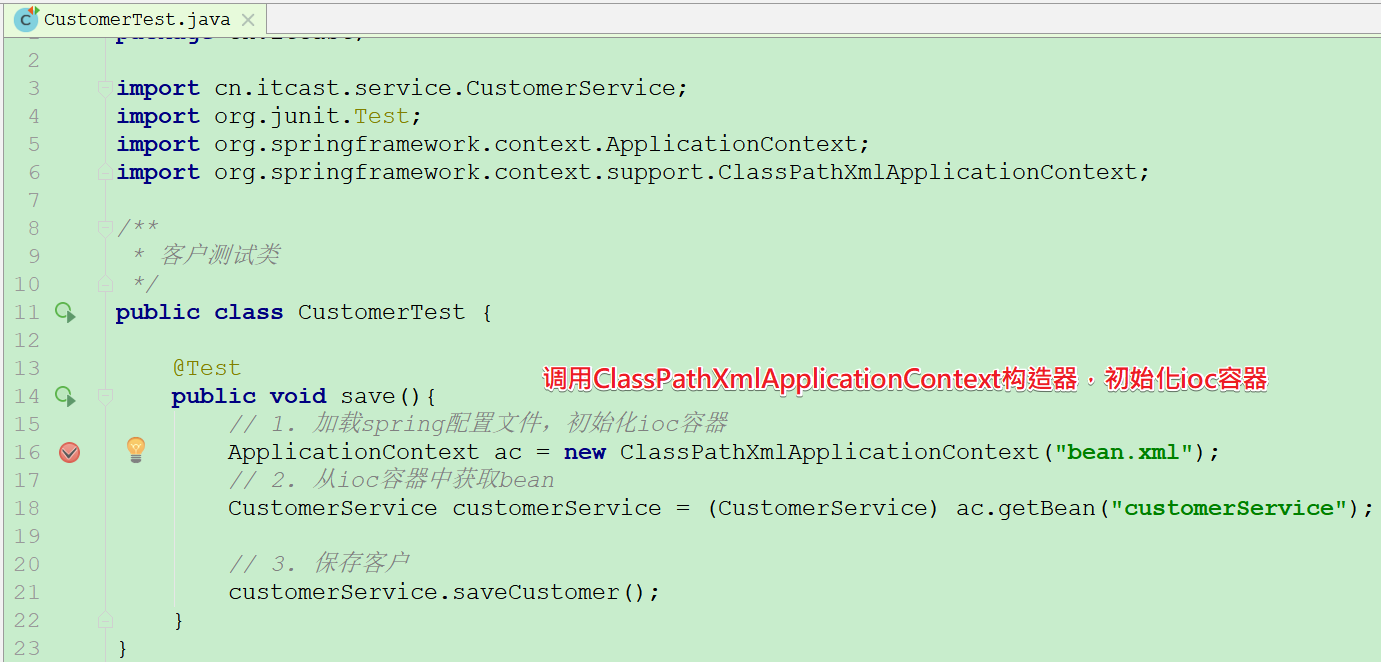 CustomerTest.java
2
3 import cn.itcast.service.CustomerService;
4 import org.junit.Test;
5 import org.springframework.context.ApplicationContext;
6 import org.springframework.context.support.ClassPathXmlApplicationContext;
7
8 /**
9 * 客户测试类
10 */
11 public class CustomerTest {
12
13 @Test
调用ClassPathXmlApplicationContext构造器，初始化ioc容器
14 public void save(){
15 // 1. 加载spring配置文件，初始化ioc容器
16 ApplicationContext ac = new ClassPathXmlApplicationContext("bean.xml");
17 // 2. 从ioc容器中获取bean
18 CustomerService customerService = (CustomerService) ac.getBean("customerService");
19
20 // 3. 保存客户
21 customerService.saveCustomer();
22 }
23 }